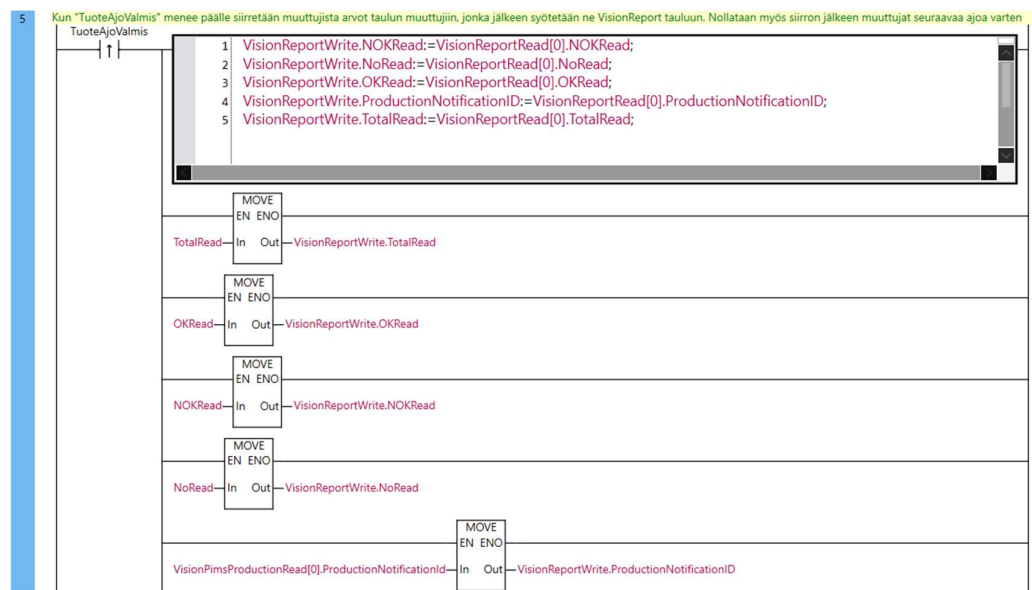 5
Kun "TuoteAjoValmis" menee päälle siirretään muuttujista arvot taulun muuttujiin, jonka jälkeen syötetään ne VisionReport tauluun. Nollataan myös siirron jälkeen muuttujat seuraavaa ajoa varten
TuoteAjoValmis
1 VisionReportWrite.NOKRead:=VisionReportRead[0].NOKRead;
2 VisionReportWrite.NoRead:=VisionReportRead[0].NoRead;
3 VisionReportWrite.OKRead:=VisionReportRead[0].OKRead;
4 VisionReportWrite.ProductionNotificationID:=VisionReportRead[0].ProductionNotificationID;
5 VisionReportWrite.TotalRead:=VisionReportRead[0].TotalRead;
MOVE
EN ENO
TotalRead In Out VisionReportWrite.TotalRead
MOVE
EN ENO
OKRead In Out VisionReportWrite.OKRead
MOVE
EN ENO
NOKRead In Out VisionReportWrite.NOKRead
MOVE
EN ENO
NoRead In Out VisionReportWrite.NoRead
MOVE
EN ENO
VisionPimsProductionRead[0].ProductionNotificationId In Out VisionReportWrite.ProductionNotificationID